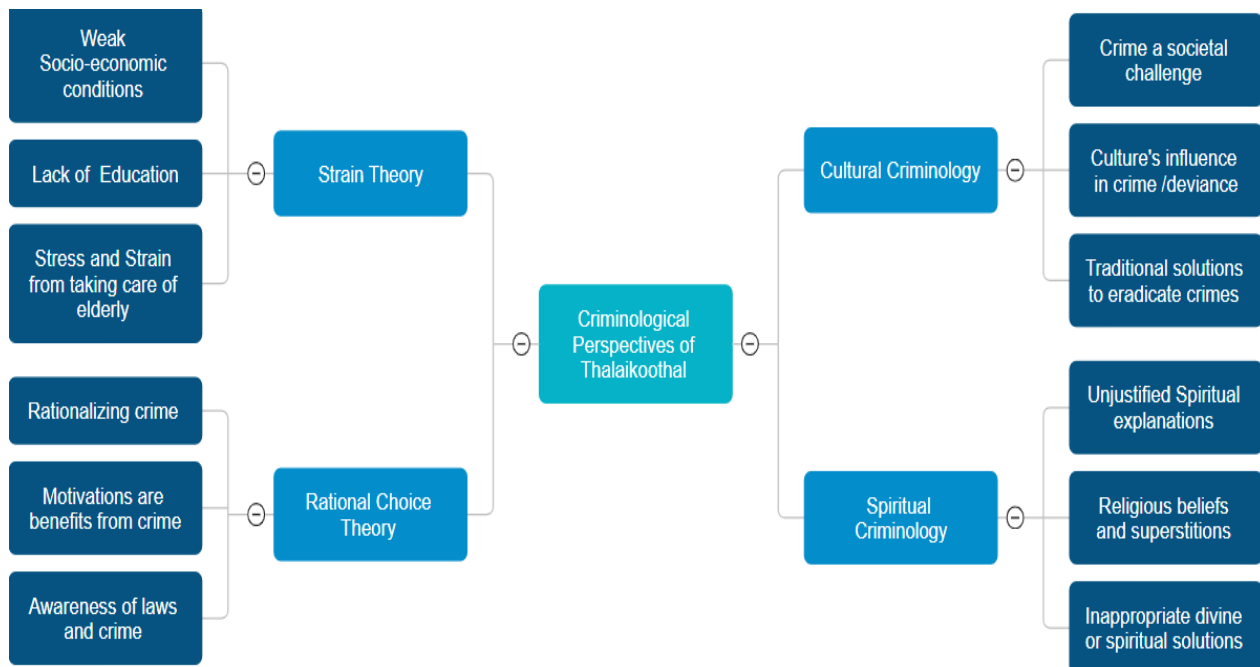 Weak
Socio-economic
conditions
Lack of Education
Stress and Strain
from taking care of
elderly
Strain Theory
Rationalizing crime
Motivations are
benefits from crime
Awareness of laws
and crime
Rational Choice
Theory
Criminological
Perspectives of
Thalaikoothal
Cultural Criminology
Crime a societal
challenge
Culture's influence
in crime /deviance
Traditional solutions
to eradicate crimes
Spiritual
Criminology
Unjustified Spiritual
explanations
Religious beliefs
and superstitions
Inappropriate divine
or spiritual solutions